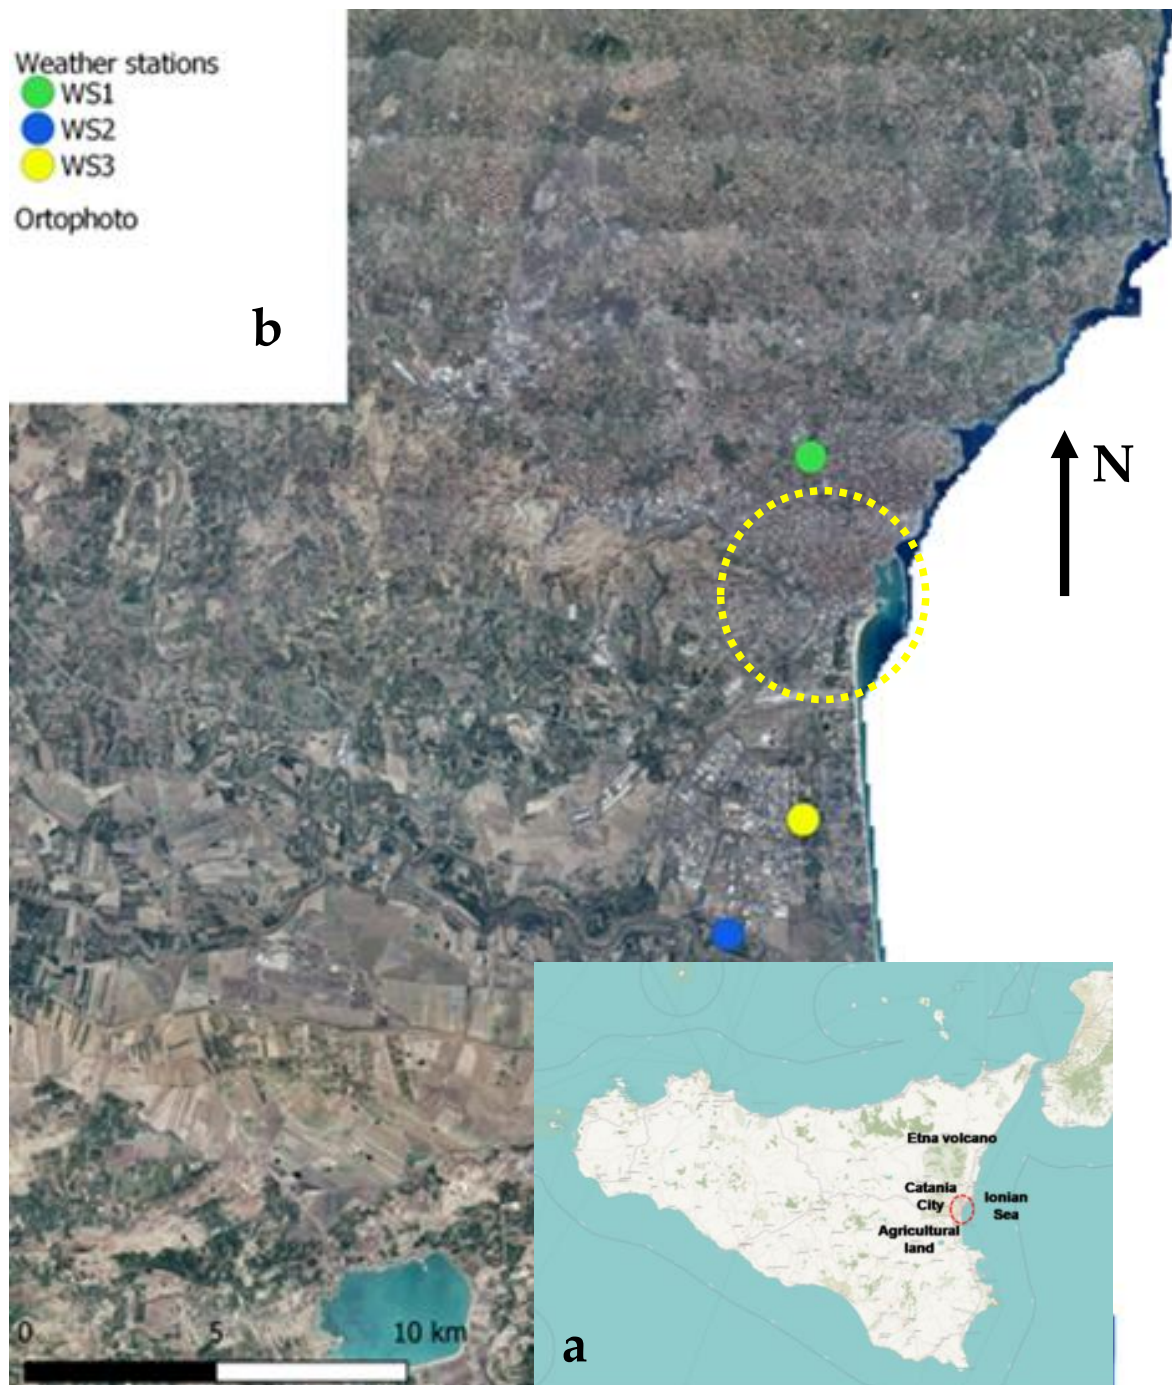 Weather stations
WS1
WS2
WS3
Ortophoto
b
N
Etna volcano
Catania
City
Ionian
Sea
Agricultural
land
a
0 5 10 km